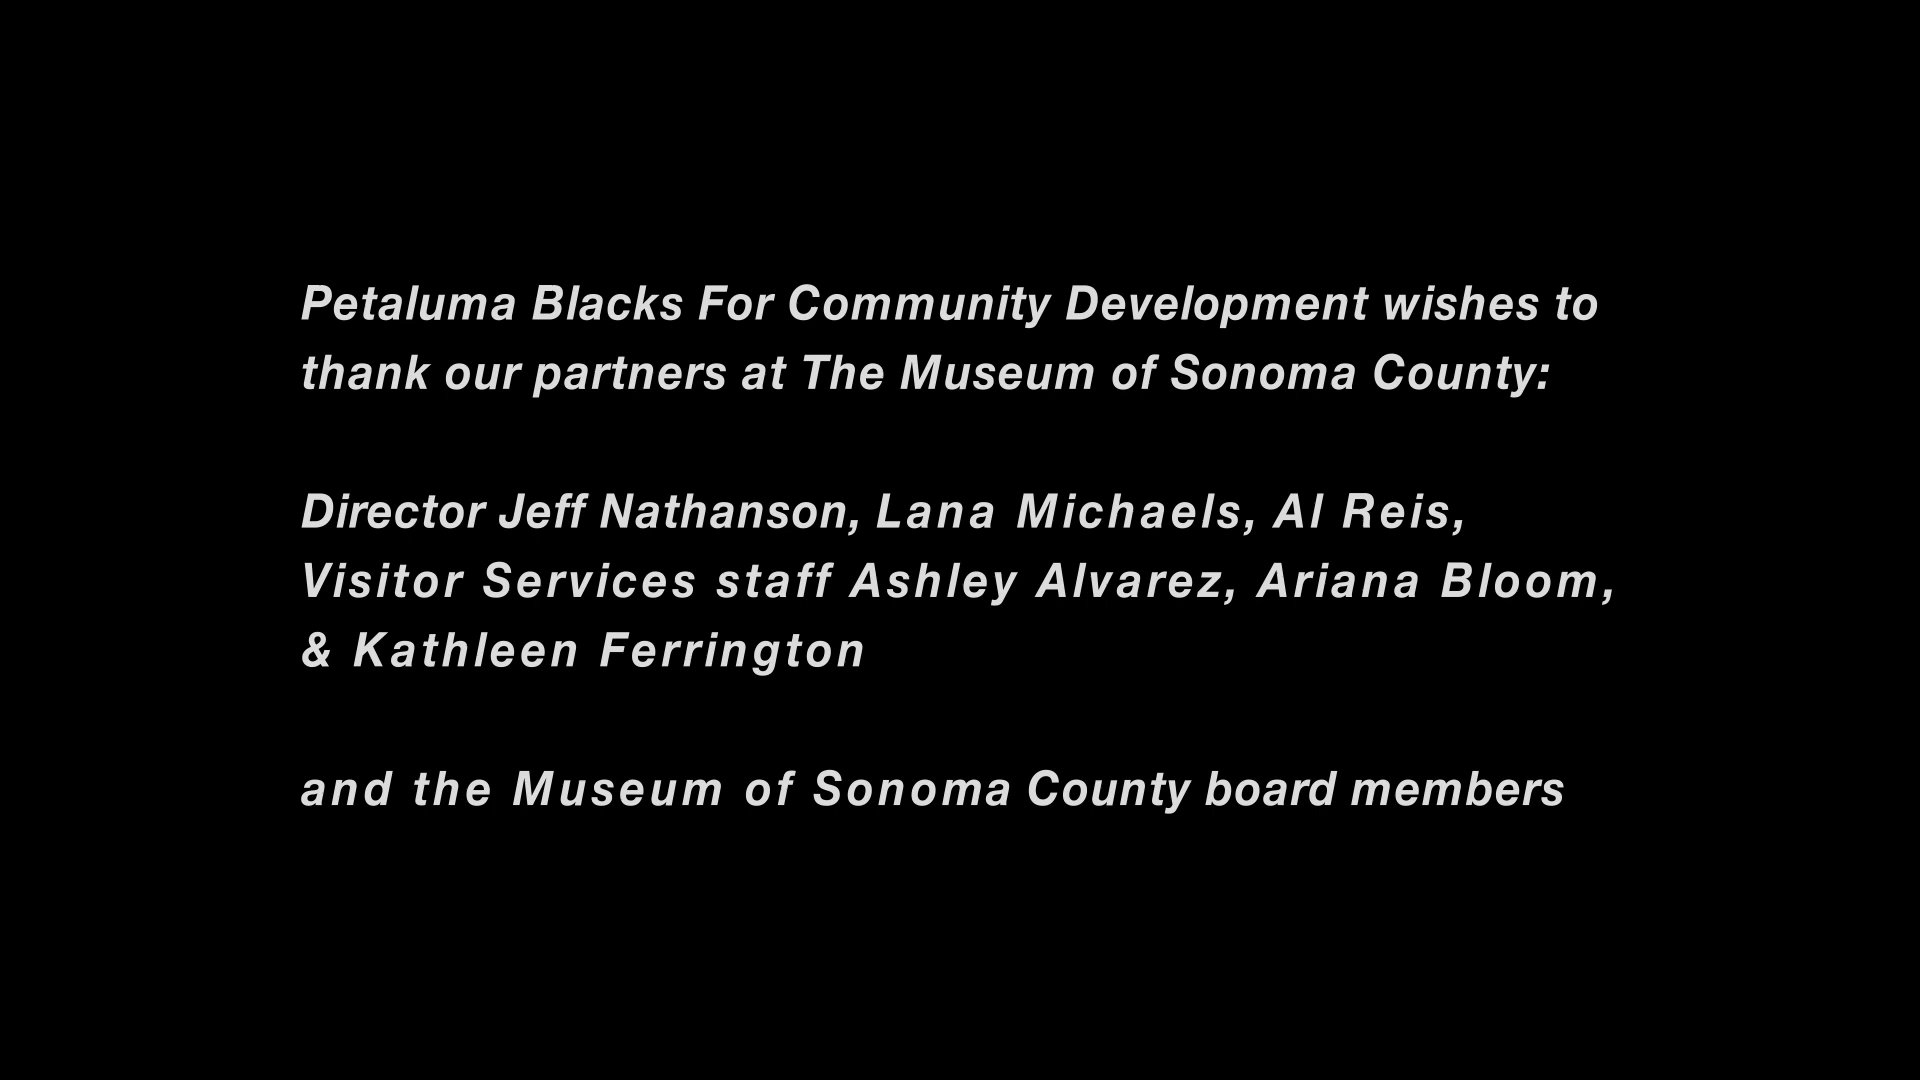 Petaluma Blacks For Community Development wishes to
thank our partners at The Museum of Sonoma County:
Director Jeff Nathanson, Lana Michaels, Al Reis,
Visitor Services staff Ashley Alvarez, Ariana Bloom,
& Kathleen Ferrington
and the Museum of Sonoma County board members